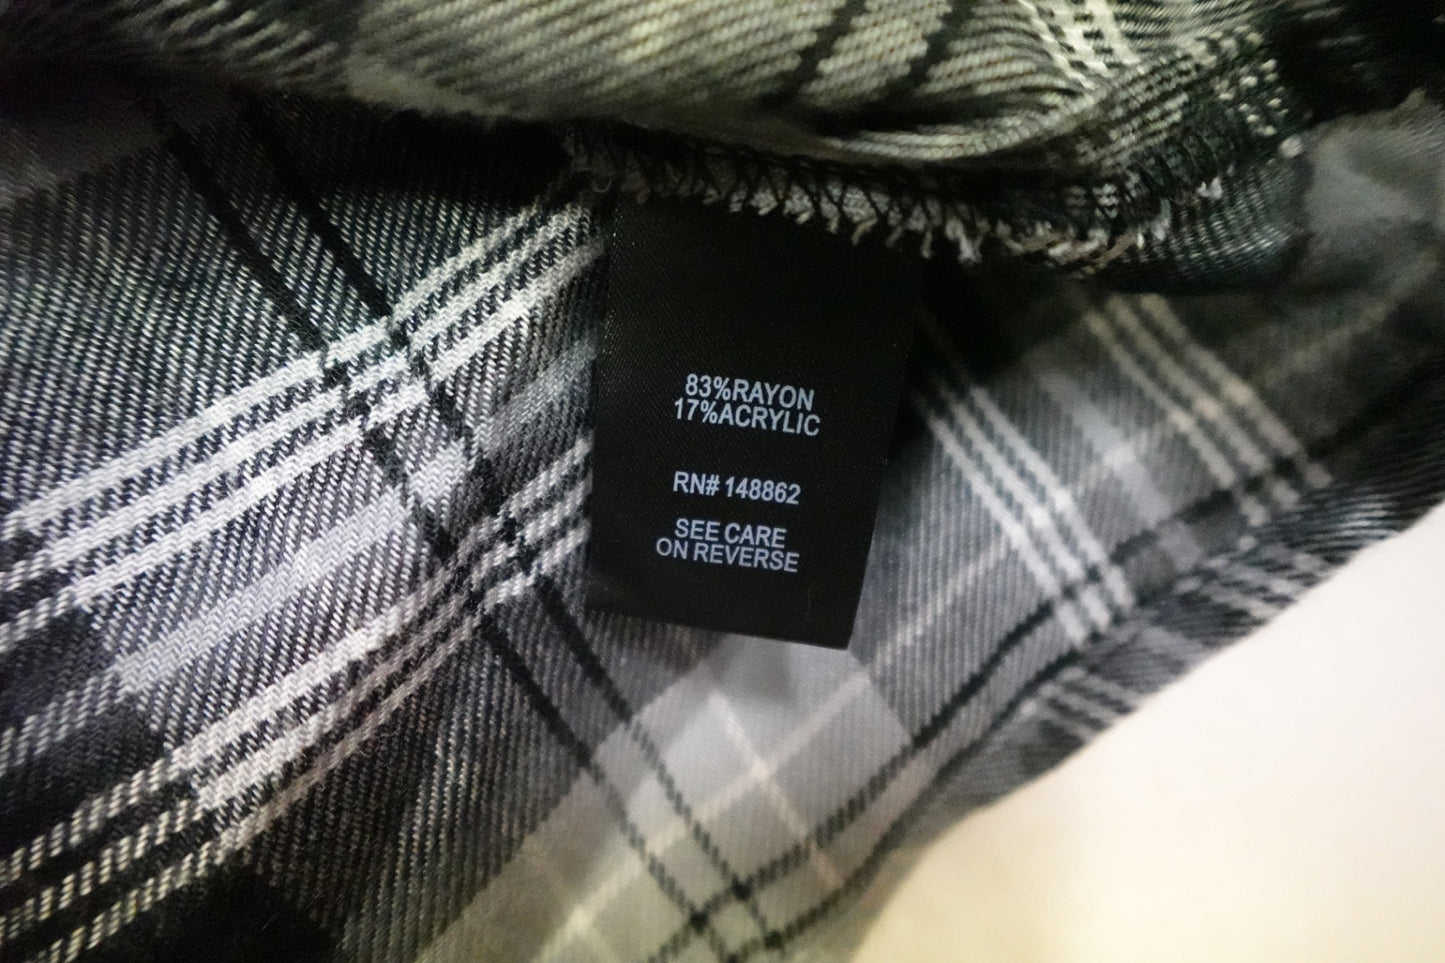 83%RAYON
17%ACRYLIC
RN# 148862
SEE CARE
ON REVERSE